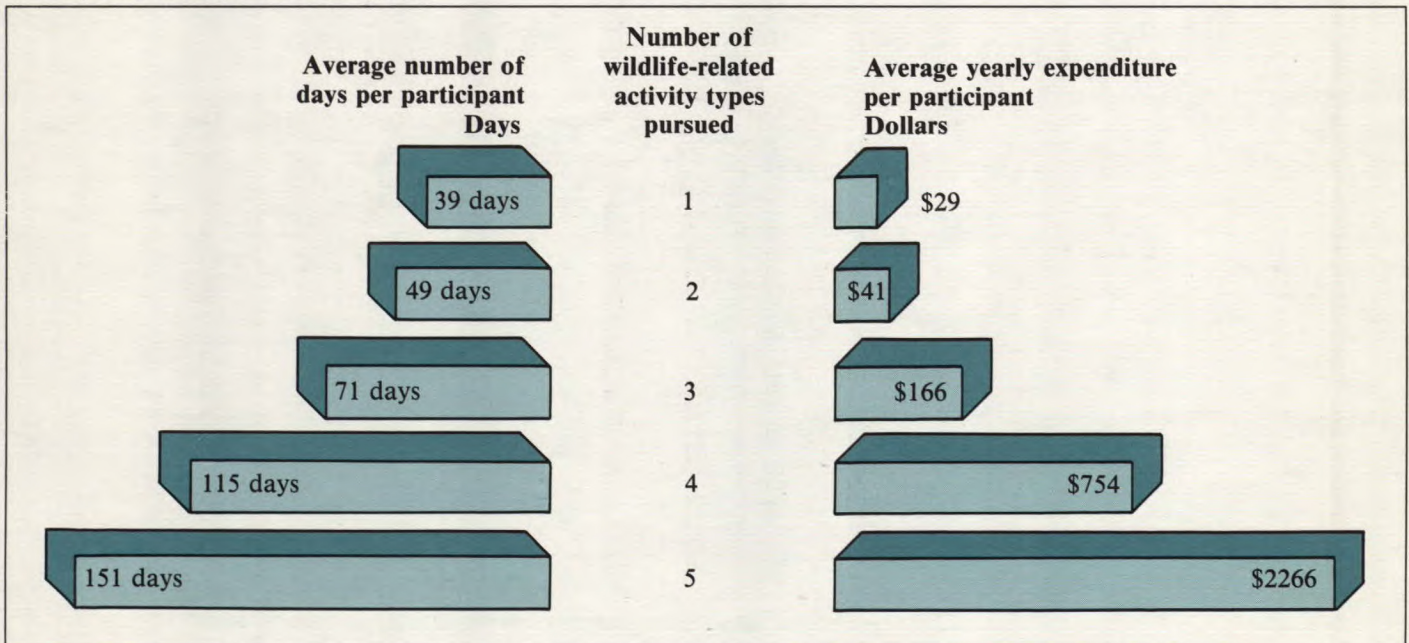 Average number of
days per participant
Days
Number of
wildlife-related
activity types
pursued
Average yearly expenditure
per participant
Dollars
39 days
1
$29
49 days
2
$41
71 days
3
$166
115 days
4
$754
151 days
5
$2266